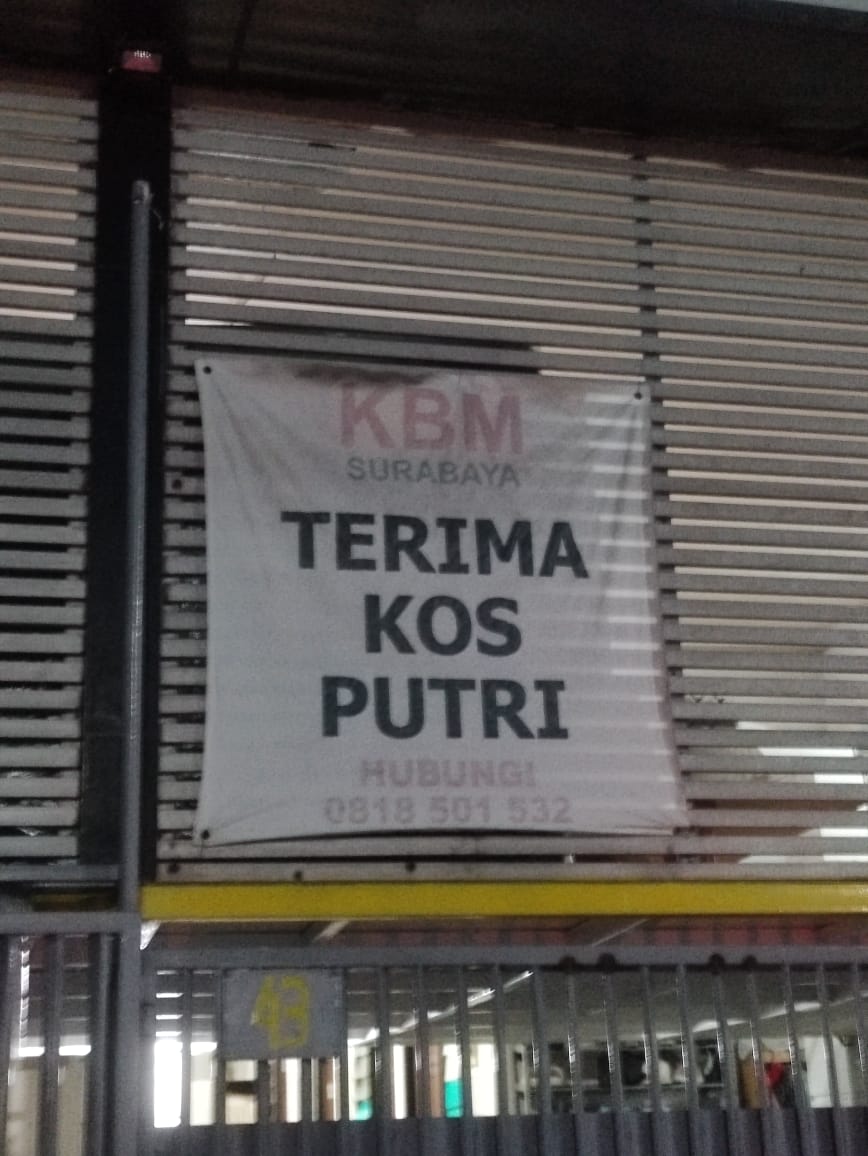 KBM
SURABAYA
TERIMA
KOS
PUTRI
HUBUNGI
0818 501 532